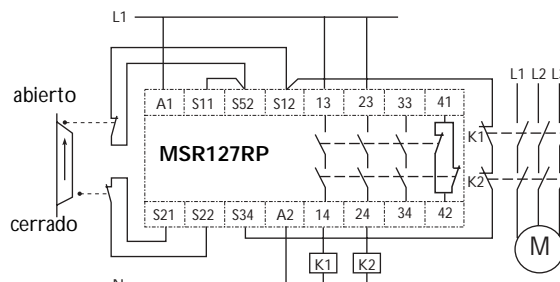 L1
L1 L2 L3
abierto
A1 S11 S52 S12 13 23 33 41
K1
MSR127RP
K2
S21 S22 S34 A2 14 24 34 42
cerrado
K1 K2
M